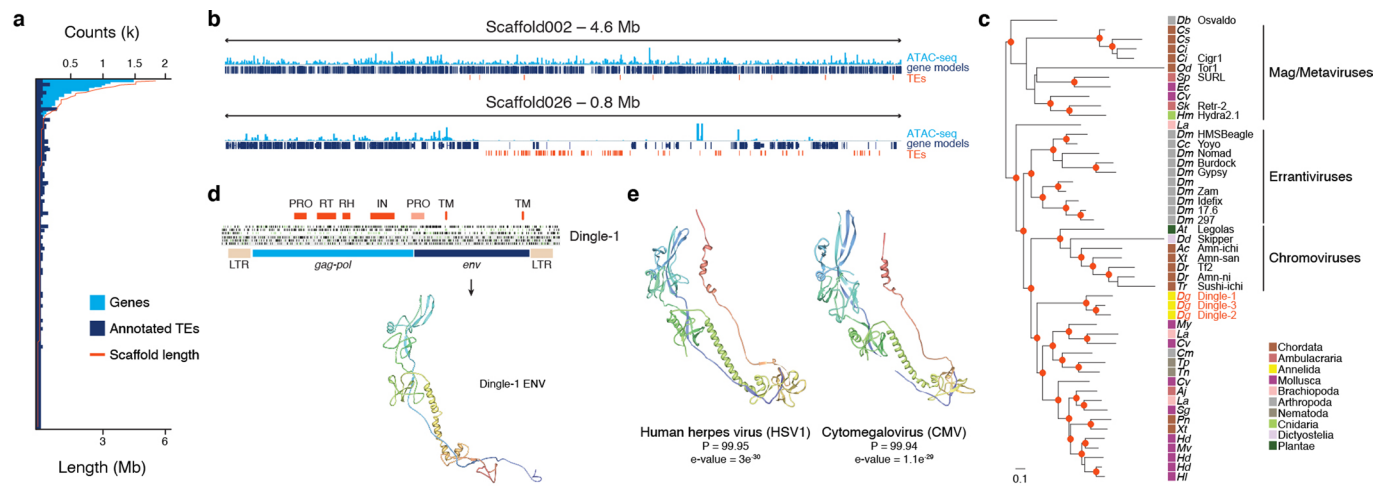 a
Counts (k)
0.5 1 1.5 2
Genes
Annotated TEs
Scaffold length
3 6
Length (Mb)
b
Scaffold002 – 4.6 Mb
ATAC-seq
gene models
TEs
Scaffold026 – 0.8 Mb
ATAC-seq
gene models
TEs
d
PRO RT RH IN PRO TM TM
Dingle-1
LTR gag-pol env LTR
Dingle-1 ENV
e
Human herpes virus (HSV1)
P = 99.95
e-value = 3e-30
Cytomegalovirus (CMV)
P = 99.94
e-value = 1.1e-29
c
Db Osvaldo
Cs
Cs
Ci
Ci Cigr1
Od Tor1
Sp SURL
Ec
Cv
Sk Retr-2
Hm Hydra2.1
La
Dm HMSBeagle
Cc Yoyo
Dm Nomad
Dm Burdock
Dm Gypsy
Dm
Dm Zam
Dm Idefix
Dm 17.6
Dm 297
At Legolas
Dd Skipper
Ac Amn-ichi
Xt Amn-san
Dr Tf2
Dr Amn-ni
Tr Sushi-ichi
Dg Dingle-1
Dg Dingle-3
Dg Dingle-2
My
La
Cv
Cm
Tp
Tn
Cv
Aj
La
Sg
Pn
Xt
Hd
Mv
Hd
Hd
Hl
0.1
Mag/Metaviruses
Errantiviruses
Chromoviruses
Chordata
Ambulacraria
Annelida
Mollusca
Brachiopoda
Arthropoda
Nematoda
Cnidaria
Dictyostelia
Plantae